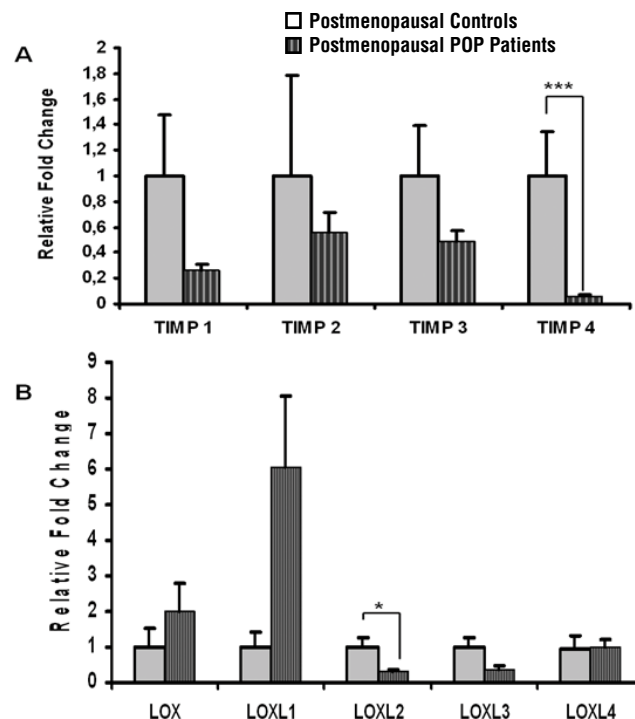 Postmenopausal Controls
Postmenopausal POP Patients
A
Relative Fold Change
2
1,8
1,6
1,4
1,2
1
0,8
0,6
0,4
0,2
0
***
TIMP 1 TIMP 2 TIMP 3 TIMP 4
B
Relative Fold Change
9
8
7
6
5
4
3
2
1
0
*
LOX LOXL1 LOXL2 LOXL3 LOXL4